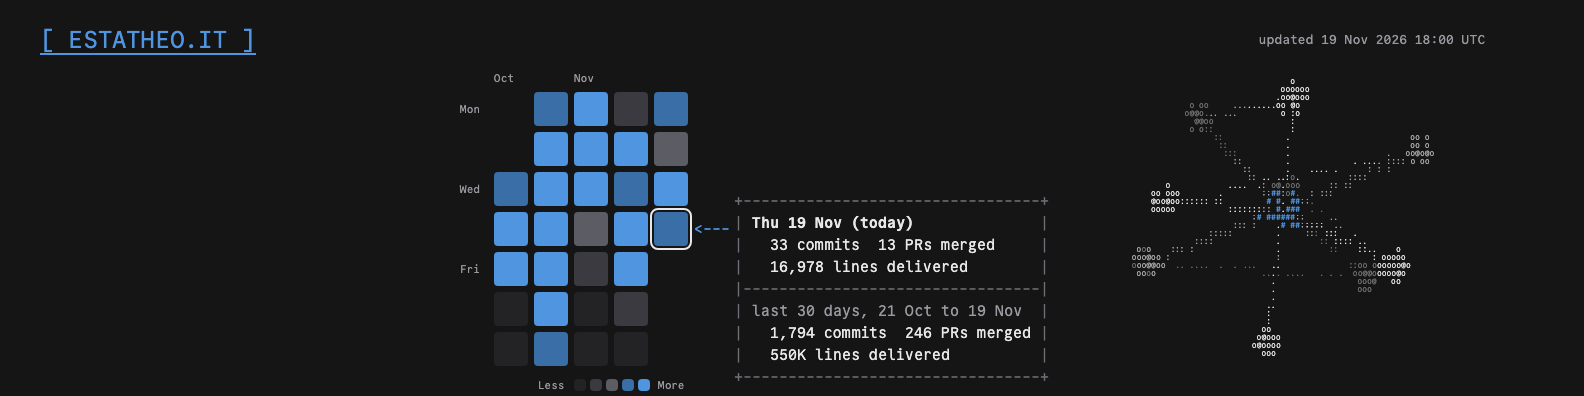 [ ESTATHEO.IT ]
updated 19 Nov 2026 18:00 UTC
Oct Nov
Mon
Wed
Fri
Less More
Thu 19 Nov (today)
33 commits 13 PRs merged
16,978 lines delivered
last 30 days, 21 Oct to 19 Nov
1,794 commits 246 PRs merged
550K lines delivered